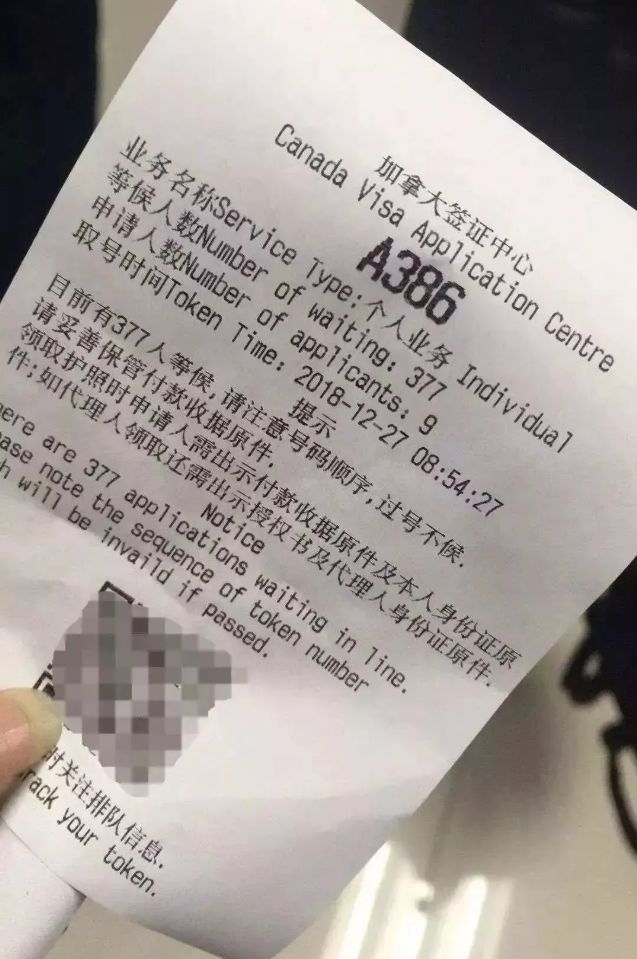 加拿大签证中心
Canada Visa Application Centre
A386
业务名称Service Type:个人业务 Individual
等候人数Number of waiting: 377
申请人数Number of applicants: 9
取号时间Token Time: 2018-12-27 08:54:27
提示
目前有377人等候,请注意号码顺序,过号不候.
请妥善保管付款收据原件.
领取护照时申请人需出示付款收据原件及本人身份证原
件;如代理人领取还需出示授权书及代理人身份证原件.
Notice
here are 377 applications waiting in line.
ease note the sequence of token number
ch will be invaild if passed.
时关注排队信息.
rack your token.